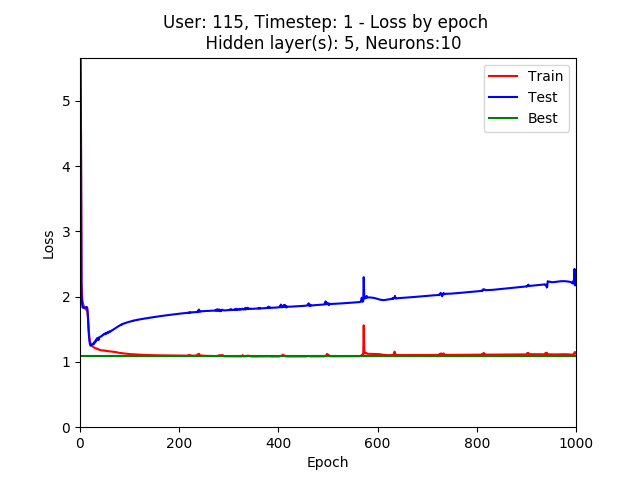 User: 115, Timestep: 1 - Loss by epoch
Hidden layer(s): 5, Neurons:10
Train
Test
Best
Loss
5
4
3
2
1
0
0 200 400 600 800 1000
Epoch